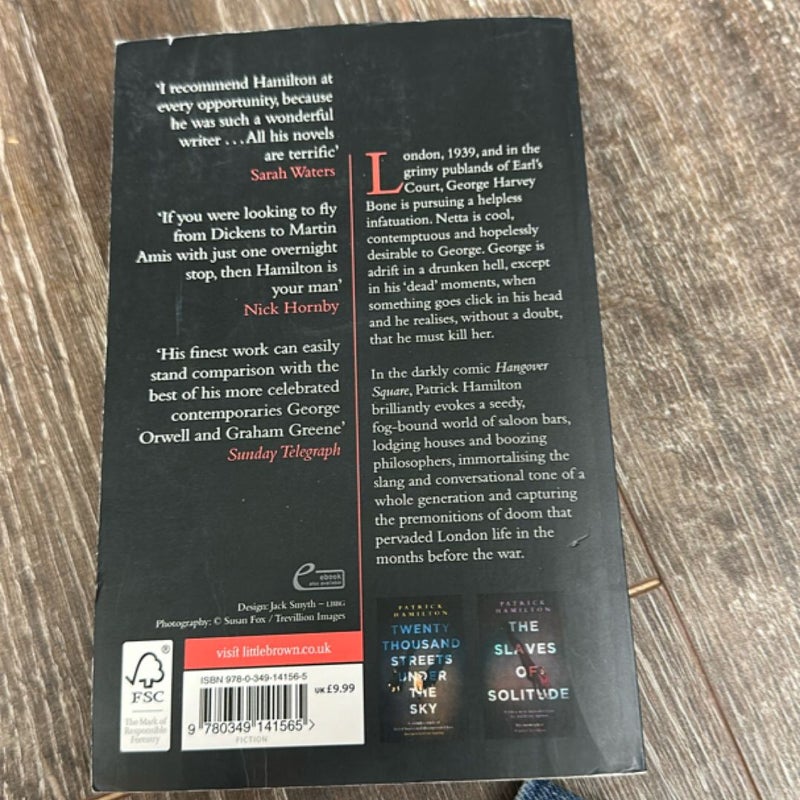 'I recommend Hamilton at
every opportunity, because
he was such a wonderful
writer ... All his novels
are terrific'
Sarah Waters
'If you were looking to fly
from Dickens to Martin
Amis with just one overnight
stop, then Hamilton is
your man'
Nick Hornby
'His finest work can easily
stand comparison with the
best of his more celebrated
contemporaries George
Orwell and Graham Greene'
Sunday Telegraph
London, 1939, and in the
grimy publands of Earl's
Court, George Harvey
Bone is pursuing a helpless
infatuation. Netta is cool,
contemptuous and hopelessly
desirable to George. George is
adrift in a drunken hell, except
in his 'dead' moments, when
something goes click in his head
and he realises, without a doubt,
that he must kill her.
In the darkly comic Hangover
Square, Patrick Hamilton
brilliantly evokes a seedy,
fog-bound world of saloon bars,
lodging houses and boozing
philosophers, immortalising the
slang and conversational tone of a
whole generation and capturing
the premonitions of doom that
pervaded London life in the
months before the war.
e ebook
also available
Design: Jack Smyth – LBBG
Photography: © Susan Fox / Trevillion Images
visit littlebrown.co.uk
FSC
®
The Mark of
Responsible
Forestry
ISBN 978-0-349-14156-5
UK £9.99
9 780349 141565 >
FICTION
PATRICK
HAMILTON
TWENTY
THOUSAND
STREETS
UNDER
THE
SKY
PATRICK
HAMILTON
THE
SLAVES
OF
SOLITUDE